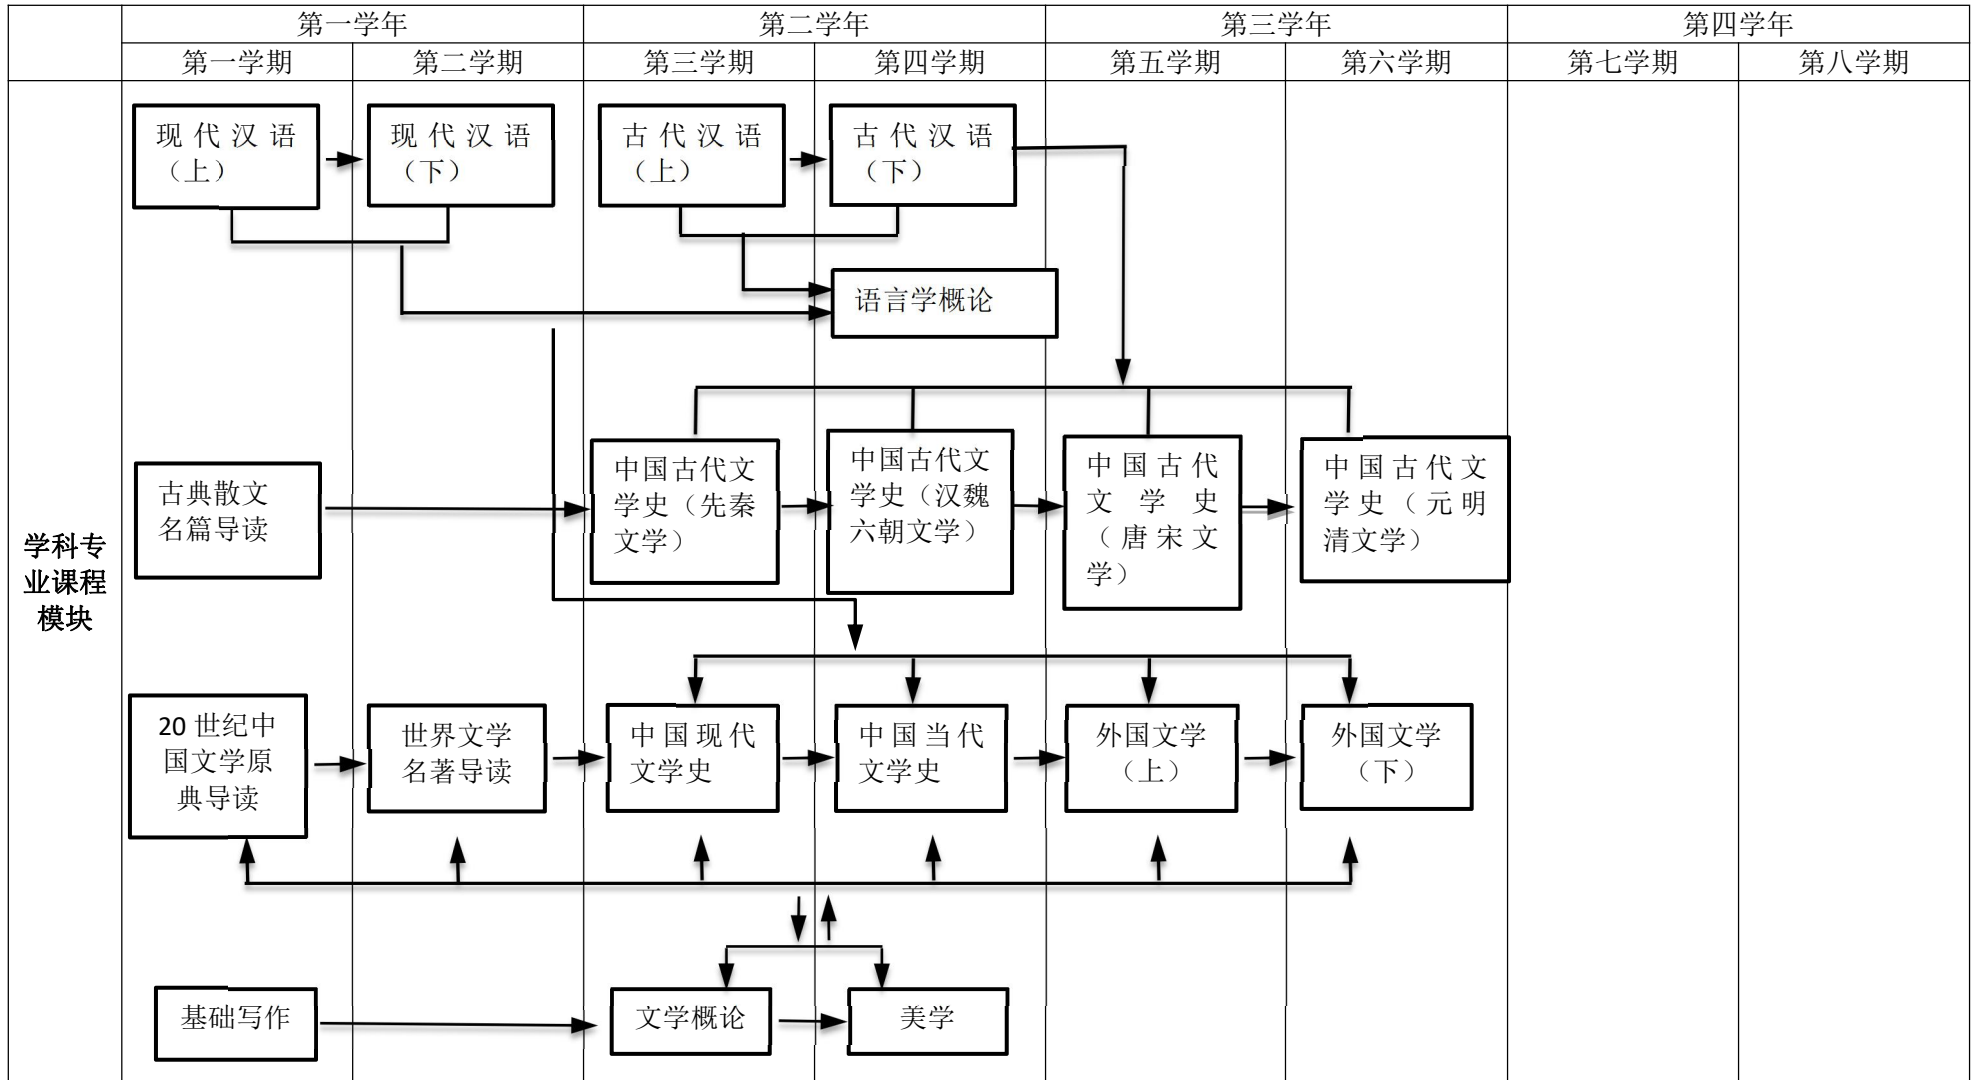 第一学年
第二学年
第三学年
第四学年
第一学期
第二学期
第三学期
第四学期
第五学期
第六学期
第七学期
第八学期
学科专
业课程
模块
现代汉语
（上）
现代汉语
（下）
古代汉语
（上）
古代汉语
（下）
语言学概论
古典散文
名篇导读
中国古代文
学史（先秦
文学）
中国古代文
学史（汉魏
六朝文学）
中国古代
文学史
（唐宋文
学）
中国古代文
学史（元明
清文学）
20 世纪中
国文学原
典导读
世界文学
名著导读
中国现代
文学史
中国当代
文学史
外国文学
（上）
外国文学
（下）
基础写作
文学概论
美学